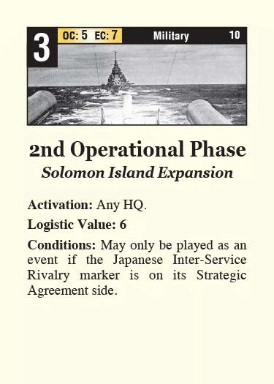 3 OC: 5 EC: 7 Military 10
2nd Operational Phase
Solomon Island Expansion
Activation: Any HQ.
Logistic Value: 6
Conditions: May only be played as an
event if the Japanese Inter-Service
Rivalry marker is on its Strategic
Agreement side.